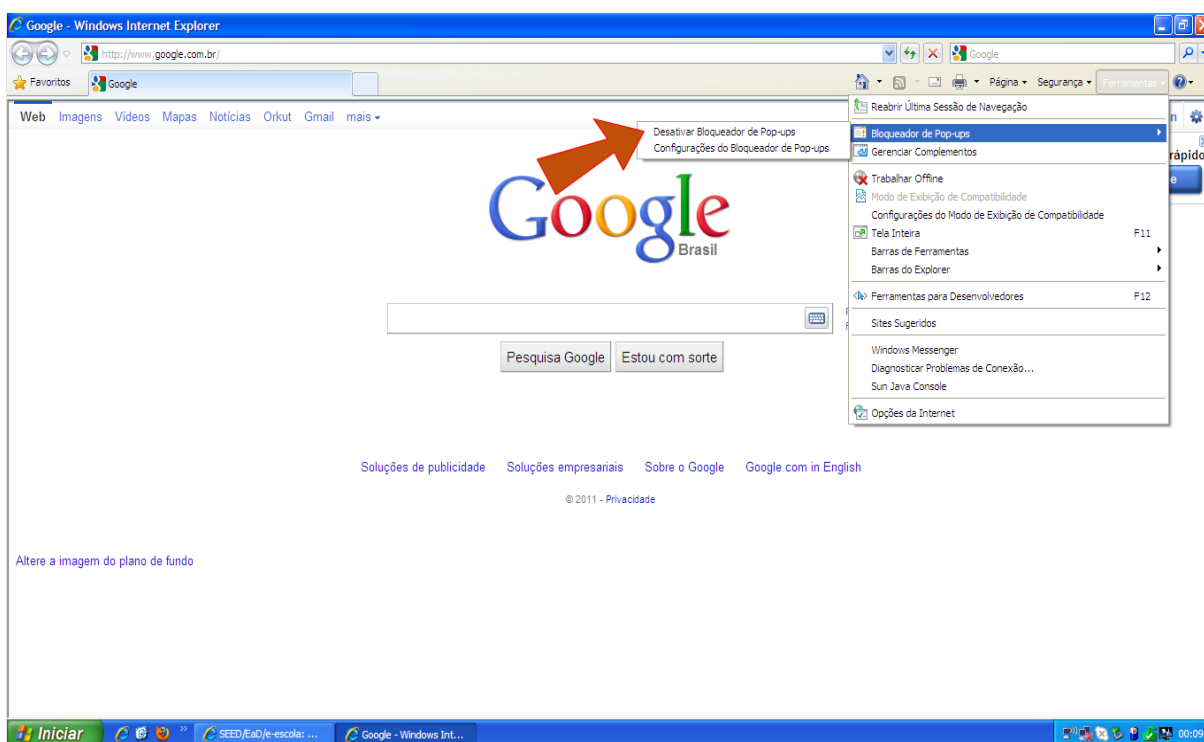 Google - Windows Internet Explorer
http://www.google.com.br/
Google
Favoritos
Google
Página
Segurança
Ferramentas
Web Imagens Vídeos Mapas Notícias Orkut Gmail mais
Reabrir Última Sessão de Navegação
Bloqueador de Pop-ups
Desativar Bloqueador de Pop-ups
Configurações do Bloqueador de Pop-ups
Gerenciar Complementos
rápido
Trabalhar Offline
Modo de Exibição de Compatibilidade
Configurações do Modo de Exibição de Compatibilidade
Tela Inteira F11
Barras de Ferramentas
Barras do Explorer
Ferramentas para Desenvolvedores F12
Sites Sugeridos
Windows Messenger
Diagnosticar Problemas de Conexão...
Sun Java Console
Opções da Internet
Google
Brasil
Pesquisa Google
Estou com sorte
Soluções de publicidade Soluções empresariais Sobre o Google Google.com in English
© 2011 - Privacidade
Altere a imagem do plano de fundo
Iniciar
SEED/EaD/e-escola: ...
Google - Windows Int...
00:09